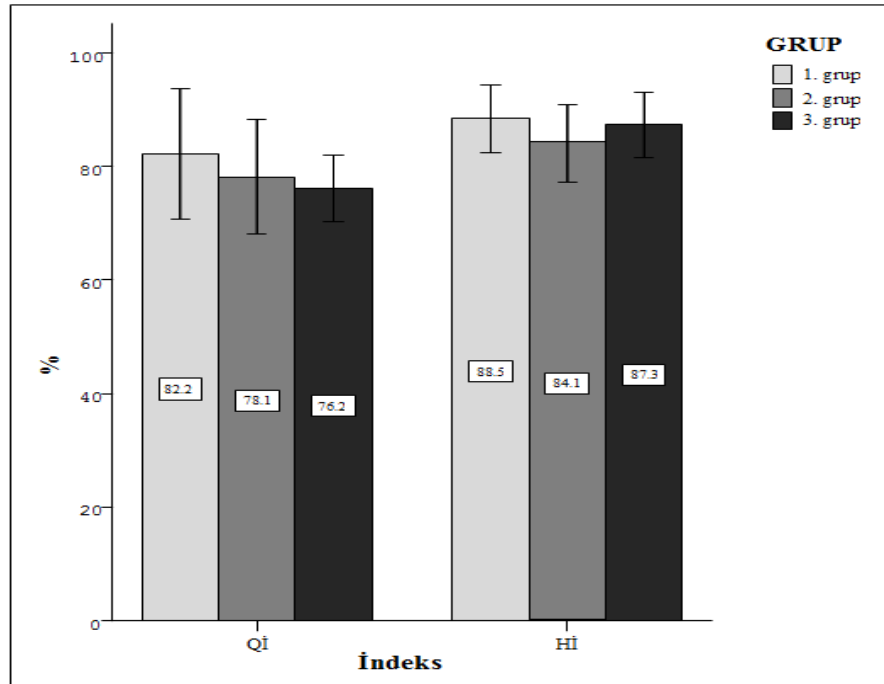 GRUP
1. grup
2. grup
3. grup
100
80
60
40
20
0
%
82.2
78.1
76.2
88.5
84.1
87.3
Qİ
Hİ
İndeks